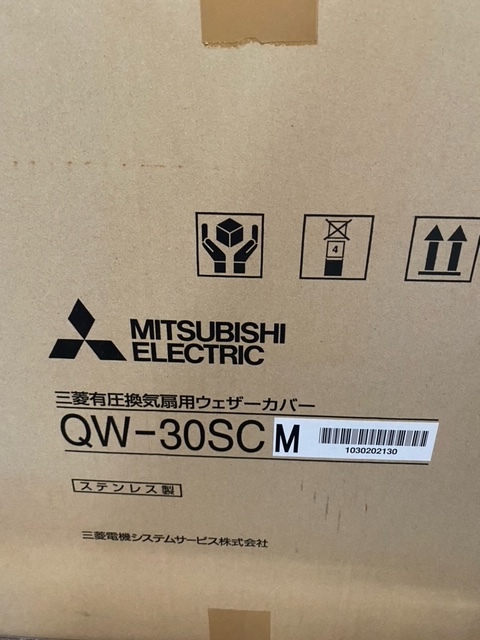 4
MITSUBISHI
ELECTRIC
三菱有圧換気扇用ウェザーカバー
QW-30SCM
1030202130
ステンレス製
三菱電機システムサービス株式会社